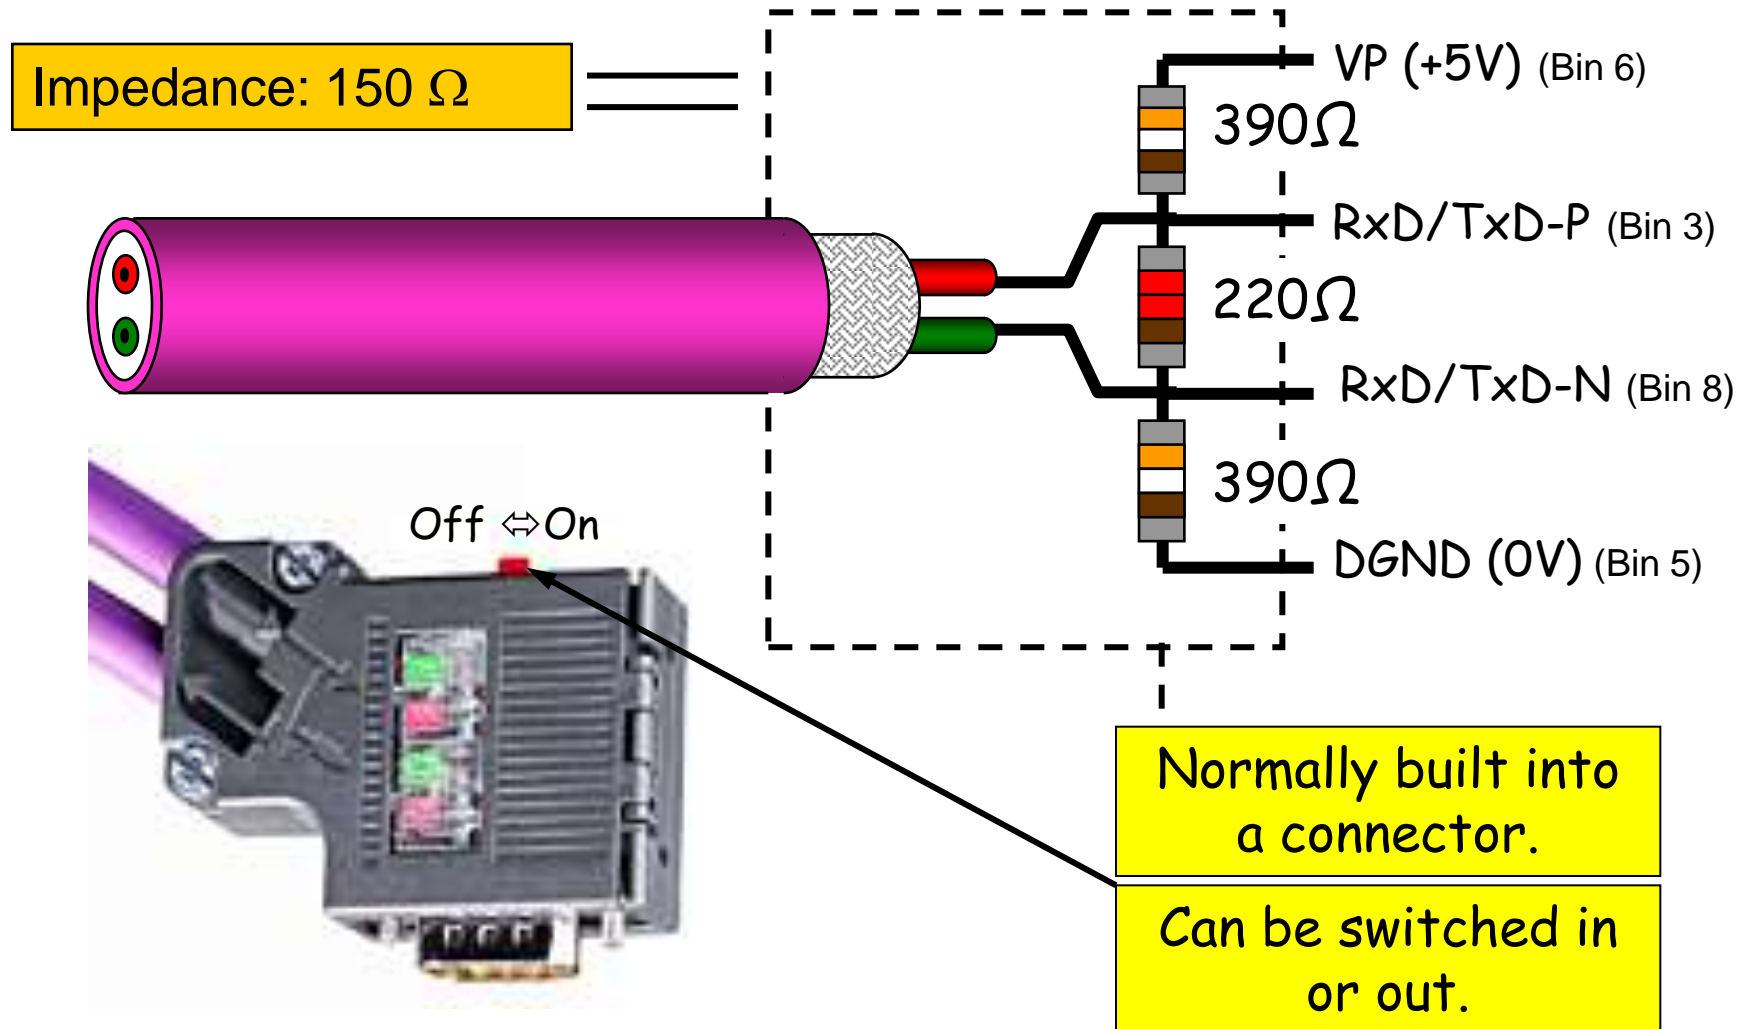 Impedance: 150 Ω
VP (+5V) (Bin 6)
390Ω
RxD/TxD-P (Bin 3)
220Ω
RxD/TxD-N (Bin 8)
390Ω
DGND (0V) (Bin 5)
Off ⇔ On
Normally built into
a connector.
Can be switched in
or out.